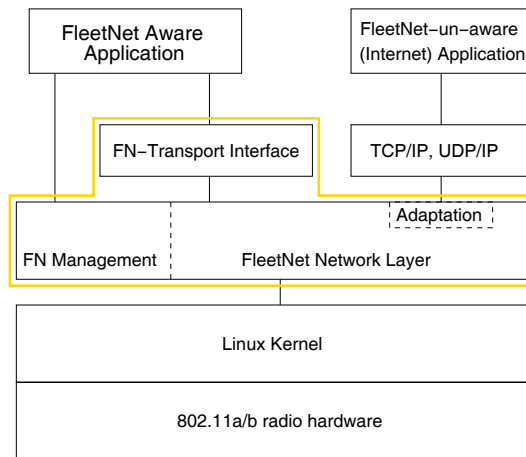 FleetNet Aware
Application
FleetNet−un−aware
(Internet) Application
FN−Transport Interface
TCP/IP, UDP/IP
Adaptation
FN Management
FleetNet Network Layer
Linux Kernel
802.11a/b radio hardware